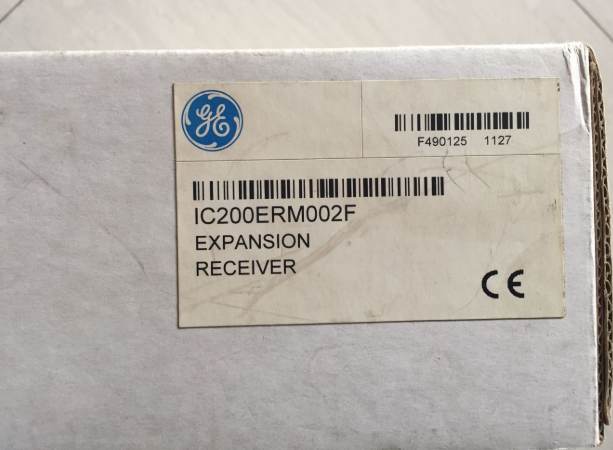 GE
F490125 1127
IC200ERM002F
EXPANSION
RECEIVER
CE